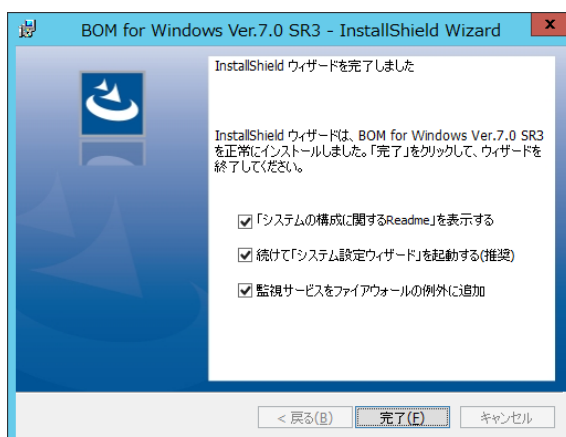 BOM for Windows Ver.7.0 SR3 - InstallShield Wizard
x
InstallShield ウィザードを完了しました
InstallShield ウィザードは、BOM for Windows Ver.7.0 SR3
を正常にインストールしました。「完了」をクリックして、ウィザードを
終了してください。
「システムの構成に関するReadme」を表示する
続けて「システム設定ウィザード」を起動する(推奨)
監視サービスをファイアウォールの例外に追加
< 戻る(B)
完了(F)
キャンセル